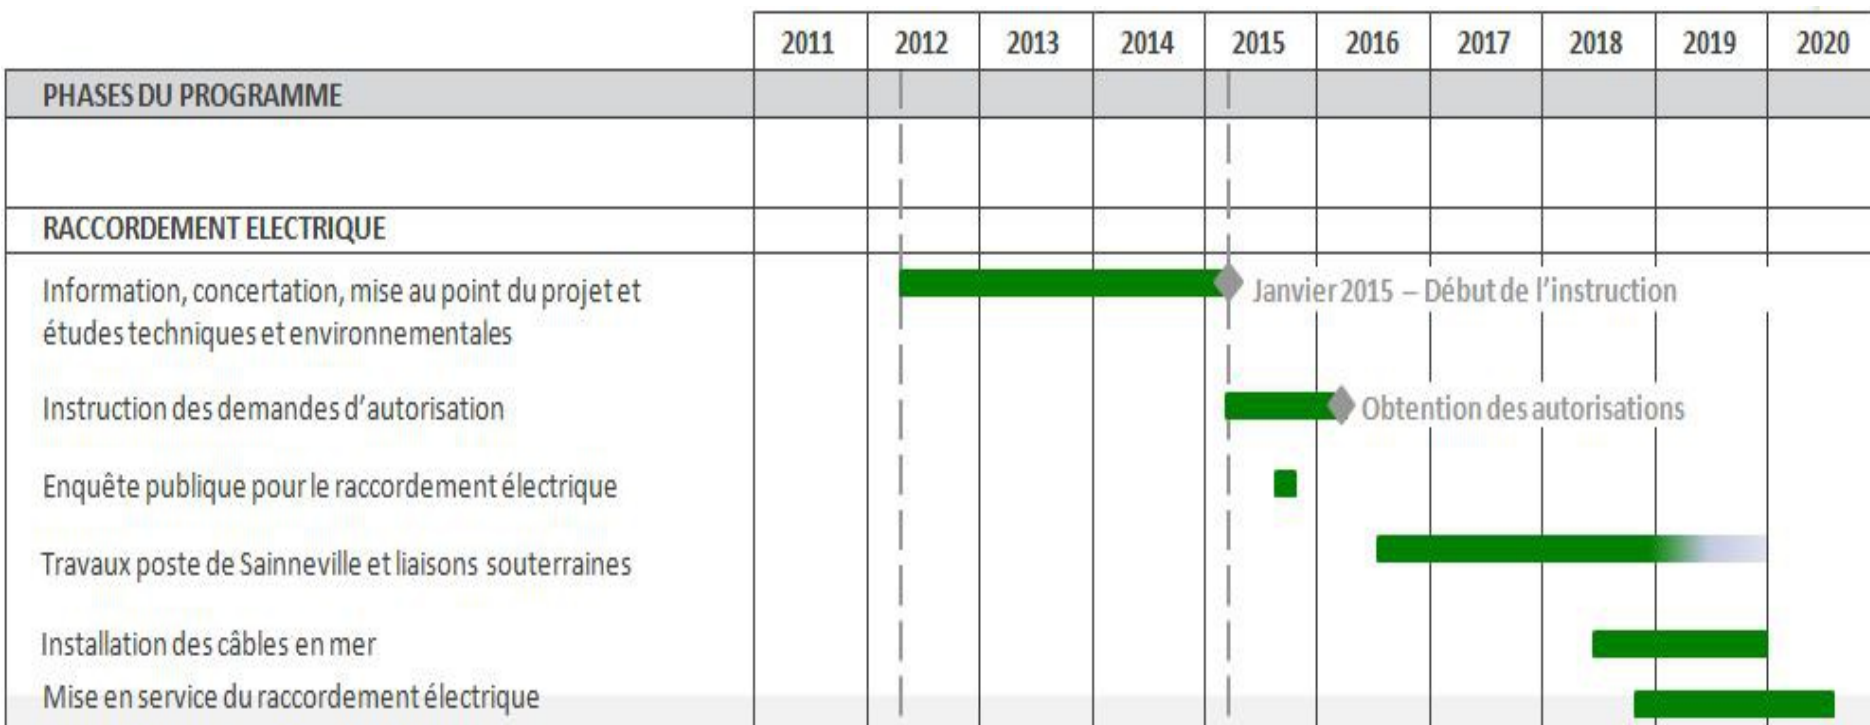 2011 2012 2013 2014 2015 2016 2017 2018 2019 2020
PHASES DU PROGRAMME
RACCORDEMENT ELECTRIQUE
Information, concertation, mise au point du projet et
études techniques et environnementales
Janvier 2015 – Début de l’instruction
Instruction des demandes d’autorisation
Obtention des autorisations
Enquête publique pour le raccordement électrique
Travaux poste de Sainneville et liaisons souterraines
Installation des câbles en mer
Mise en service du raccordement électrique